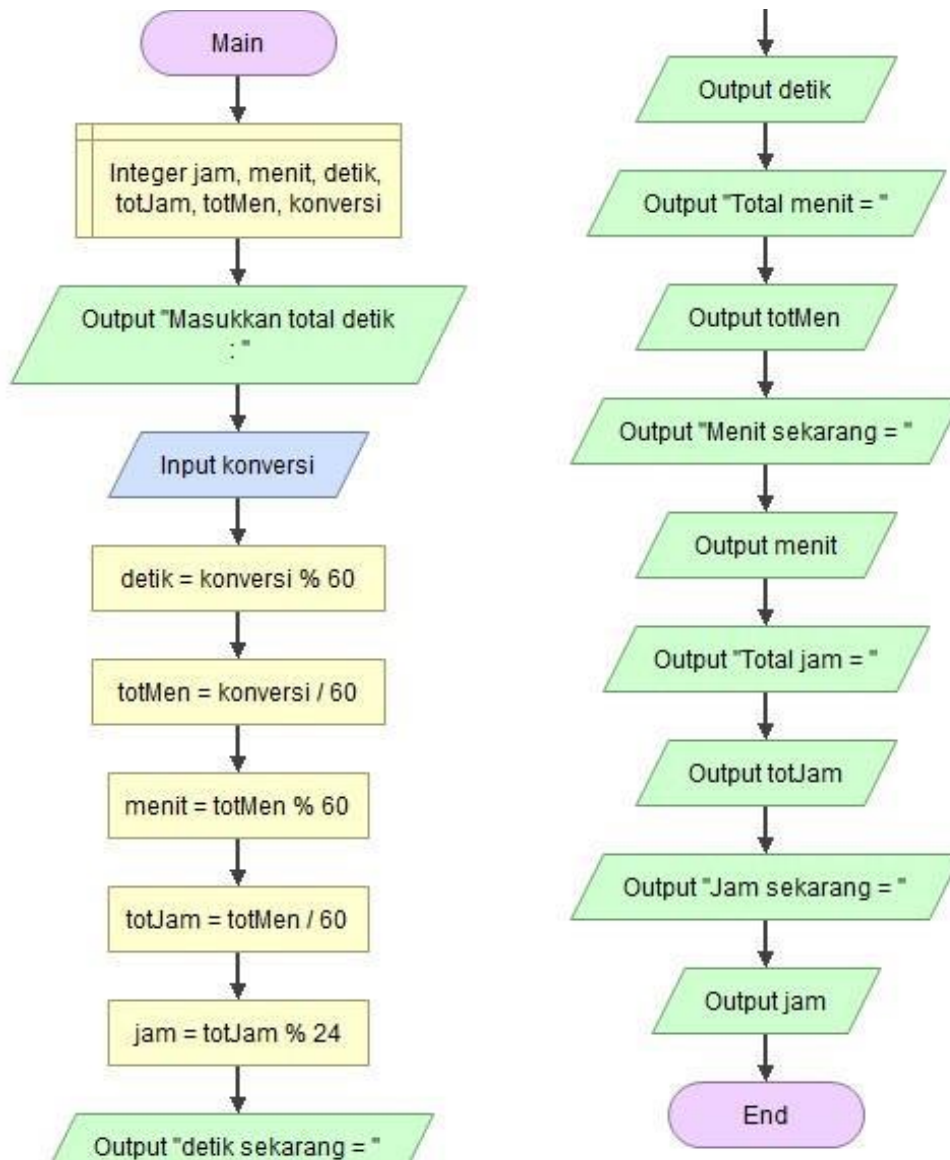 Main
Integer jam, menit, detik,
totJam, totMen, konversi
Output "Masukkan total detik
: "
Input konversi
detik = konversi % 60
totMen = konversi / 60
menit = totMen % 60
totJam = totMen / 60
jam = totJam % 24
Output "detik sekarang = "
Output detik
Output "Total menit = "
Output totMen
Output "Menit sekarang = "
Output menit
Output "Total jam = "
Output totJam
Output "Jam sekarang = "
Output jam
End